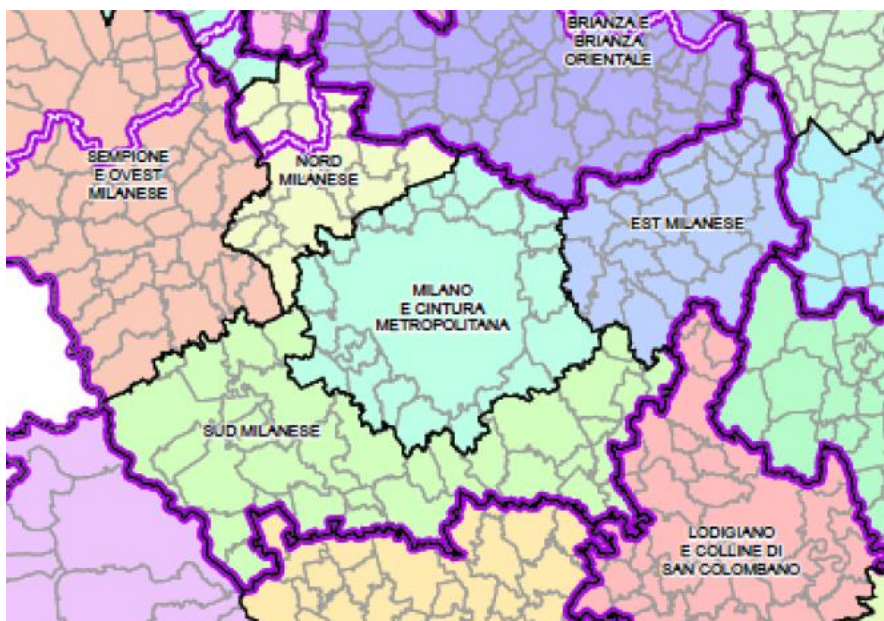 BRIANZA E
BRIANZA
ORIENTALE
SEMPIONE
E OVEST
MILANESE
NORD
MILANESE
EST MILANESE
MILANO
E CINTURA
METROPOLITANA
SUD MILANESE
LODIGIANO
E COLLINE DI
SAN COLOMBANO